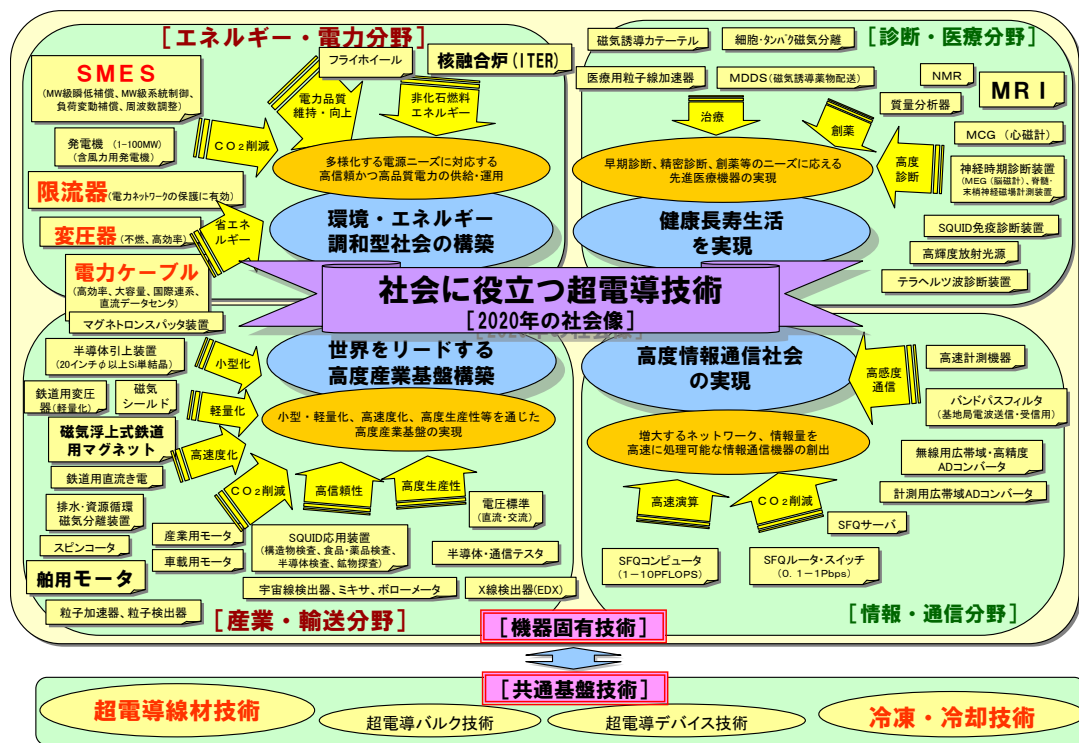 [エネルギー・電力分野]
SMES
(MW級瞬低補償、MW級系統制御、
負荷変動補償、周波数調整)
フライホイール
核融合炉(ITER)
電力品質
維持・向上
非化石燃料
エネルギー
発電機 (1-100MW)
(含風力用発電機)
CO2削減
多様化する電源ニーズに対応する
高信頼かつ高品質電力の供給・運用
限流器(電力ネットワークの保護に有効)
変圧器(不燃、高効率)
省エネ
ルギー
環境・エネルギー
調和型社会の構築
電力ケーブル
(高効率、大容量、国際連系、
直流データセンタ)
[診断・医療分野]
磁気誘導カテーテル
細胞・タンパク磁気分離
医療用粒子線加速器
MDDS(磁気誘導薬物配送)
NMR
MRI
質量分析器
治療
創薬
MCG (心磁計)
高度
診断
早期診断、精密診断、創薬等のニーズに応える
先進医療機器の実現
神経時期診断装置
(MEG (脳磁計)、脊髄・
末梢神経磁場計測装置
健康長寿生活
を実現
SQUID免疫診断装置
高輝度放射光源
テラヘルツ波診断装置
社会に役立つ超電導技術
[2020年の社会像]
マグネトロンスパッタ装置
半導体引上装置
(20インチφ以上Si単結晶)
小型化
世界をリードする
高度産業基盤構築
鉄道用変圧
器(軽量化)
磁気
シールド
軽量化
小型・軽量化、高速度化、高度生産性等を通じた
高度産業基盤の実現
磁気浮上式鉄道
用マグネット
高速度化
鉄道用直流き電
CO2削減
高信頼性
高度生産性
排水・資源循環
磁気分離装置
電圧標準
(直流・交流)
スピンコータ
産業用モータ
SQUID応用装置
(構造物検査、食品・薬品検査、
半導体検査、鉱物探査)
半導体・通信テスタ
車載用モータ
舶用モータ
宇宙線検出器、ミキサ、ボローメータ
X線検出器(EDX)
粒子加速器、粒子検出器
[産業・輸送分野]
高度情報通信社会
の実現
高感度
通信
高速計測機器
バンドパスフィルタ
(基地局電波送信・受信用)
増大するネットワーク、情報量を
高速に処理可能な情報通信機器の創出
無線用広帯域・高精度
ADコンバータ
計測用広帯域ADコンバータ
高速演算
CO2削減
SFQサーバ
SFQコンピュータ
(1-10PFLOPS)
SFQルータ・スイッチ
(0.1-1Pbps)
[情報・通信分野]
[機器固有技術]
[共通基盤技術]
超電導線材技術
超電導バルク技術
超電導デバイス技術
冷凍・冷却技術